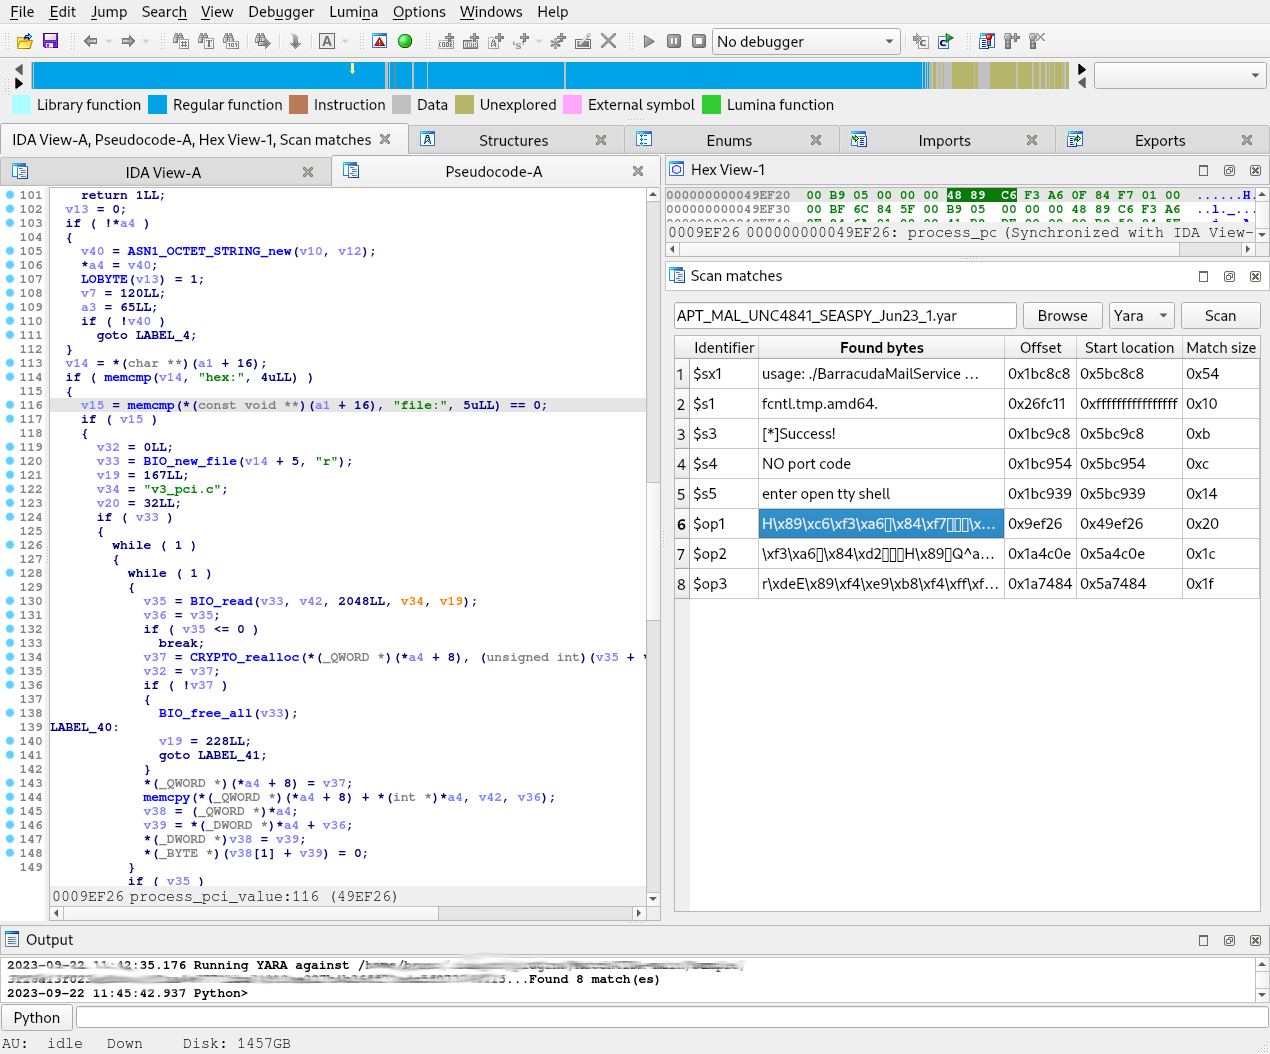 File Edit Jump Search View Debugger Lumina Options Windows Help
No debugger
Library function Regular function Instruction Data Unexplored External symbol Lumina function
IDA View-A, Pseudocode-A, Hex View-1, Scan matches Structures Enums Imports Exports
IDA View-A Pseudocode-A
101 return 1LL;
102 v13 = 0;
103 if ( !*a4 )
104 {
105 v40 = ASN1_OCTET_STRING_new(v10, v12);
106 *a4 = v40;
107 LOBYTE(v13) = 1;
108 v7 = 120LL;
109 a3 = 65LL;
110 if ( !v40 )
111 goto LABEL_4;
112 }
113 v14 = *(char **)(a1 + 16);
114 if ( memcmp(v14, "hex:", 4uLL) )
115 {
116 v15 = memcmp(*(const void **)(a1 + 16), "file:", 5uLL) == 0;
117 if ( v15 )
118 {
119 v32 = 0LL;
120 v33 = BIO_new_file(v14 + 5, "r");
121 v19 = 167LL;
122 v34 = "v3_pci.c";
123 v20 = 32LL;
124 if ( v33 )
125 {
126 while ( 1 )
127 {
128 while ( 1 )
129 {
130 v35 = BIO_read(v33, v42, 2048LL, v34, v19);
131 v36 = v35;
132 if ( v35 <= 0 )
133 break;
134 v37 = CRYPTO_realloc(*(_QWORD *)(*a4 + 8), (unsigned int)(v35 + *
135 v32 = v37;
136 if ( !v37 )
137 {
138 BIO_free_all(v33);
139 LABEL_40:
140 v19 = 228LL;
141 goto LABEL_41;
142 }
143 *(_QWORD *)(*a4 + 8) = v37;
144 memcpy(*(_QWORD *)(*a4 + 8) + *(int *)*a4, v42, v36);
145 v38 = (_QWORD *)*a4;
146 v39 = *(_DWORD *)*a4 + v36;
147 *(_DWORD *)v38 = v39;
148 *(_BYTE *)(v38[1] + v39) = 0;
149 }
if ( v35 )
0009EF26 process_pci_value:116 (49EF26)
Hex View-1
000000000049EF20 00 B9 05 00 00 00 48 89 C6 F3 A6 0F 84 F7 01 00 ......H.
000000000049EF30 00 BF 6C 84 5F 00 B9 05 00 00 00 48 89 C6 F3 A6 ..l._...
0009EF26 000000000049EF26: process_pc (Synchronized with IDA View-
Scan matches
APT_MAL_UNC4841_SEASPY_Jun23_1.yar Browse Yara Scan
Identifier Found bytes Offset Start location Match size
1 $sx1 usage: ./BarracudaMailService ... 0x1bc8c8 0x5bc8c8 0x54
2 $s1 fcntl.tmp.amd64. 0x26fc11 0xffffffffffffffff 0x10
3 $s3 [*]Success! 0x1bc9c8 0x5bc9c8 0xb
4 $s4 NO port code 0x1bc954 0x5bc954 0xc
5 $s5 enter open tty shell 0x1bc939 0x5bc939 0x14
6 $op1 H\x89\xc6\xf3\xa6▯\x84\xf7▯▯▯\x... 0x9ef26 0x49ef26 0x20
7 $op2 \xf3\xa6▯\x84\xd2▯▯▯H\x89▯Q^a... 0x1a4c0e 0x5a4c0e 0x1c
8 $op3 r\xdeE\x89\xf4\xe9\xb8\xf4\xff\xf... 0x1a7484 0x5a7484 0x1f
Output
2023-09-22 11:42:35.176 Running YARA against
...Found 8 match(es)
2023-09-22 11:45:42.937 Python>
Python
AU: idle Down Disk: 1457GB